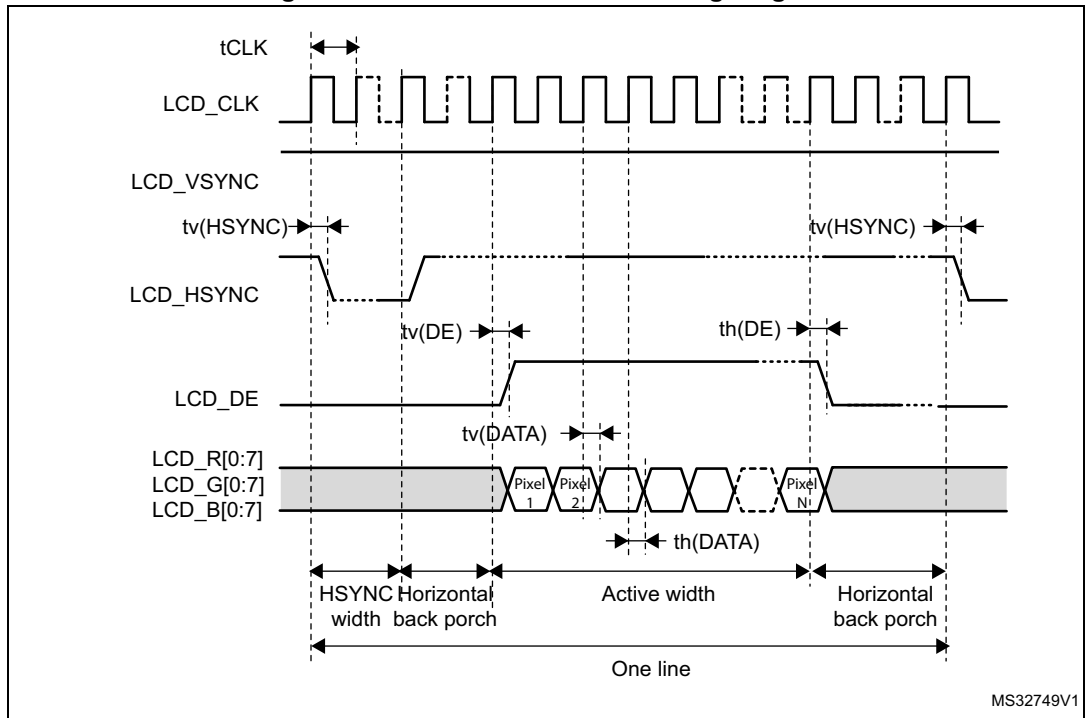 tCLK
LCD_CLK
LCD_VSYNC
tv(HSYNC)
tv(HSYNC)
LCD_HSYNC
tv(DE)
th(DE)
LCD_DE
tv(DATA)
LCD_R[0:7]
LCD_G[0:7]
LCD_B[0:7]
Pixel 1
Pixel 2
Pixel N
th(DATA)
HSYNC width
Horizontal back porch
Active width
Horizontal back porch
One line
MS32749V1